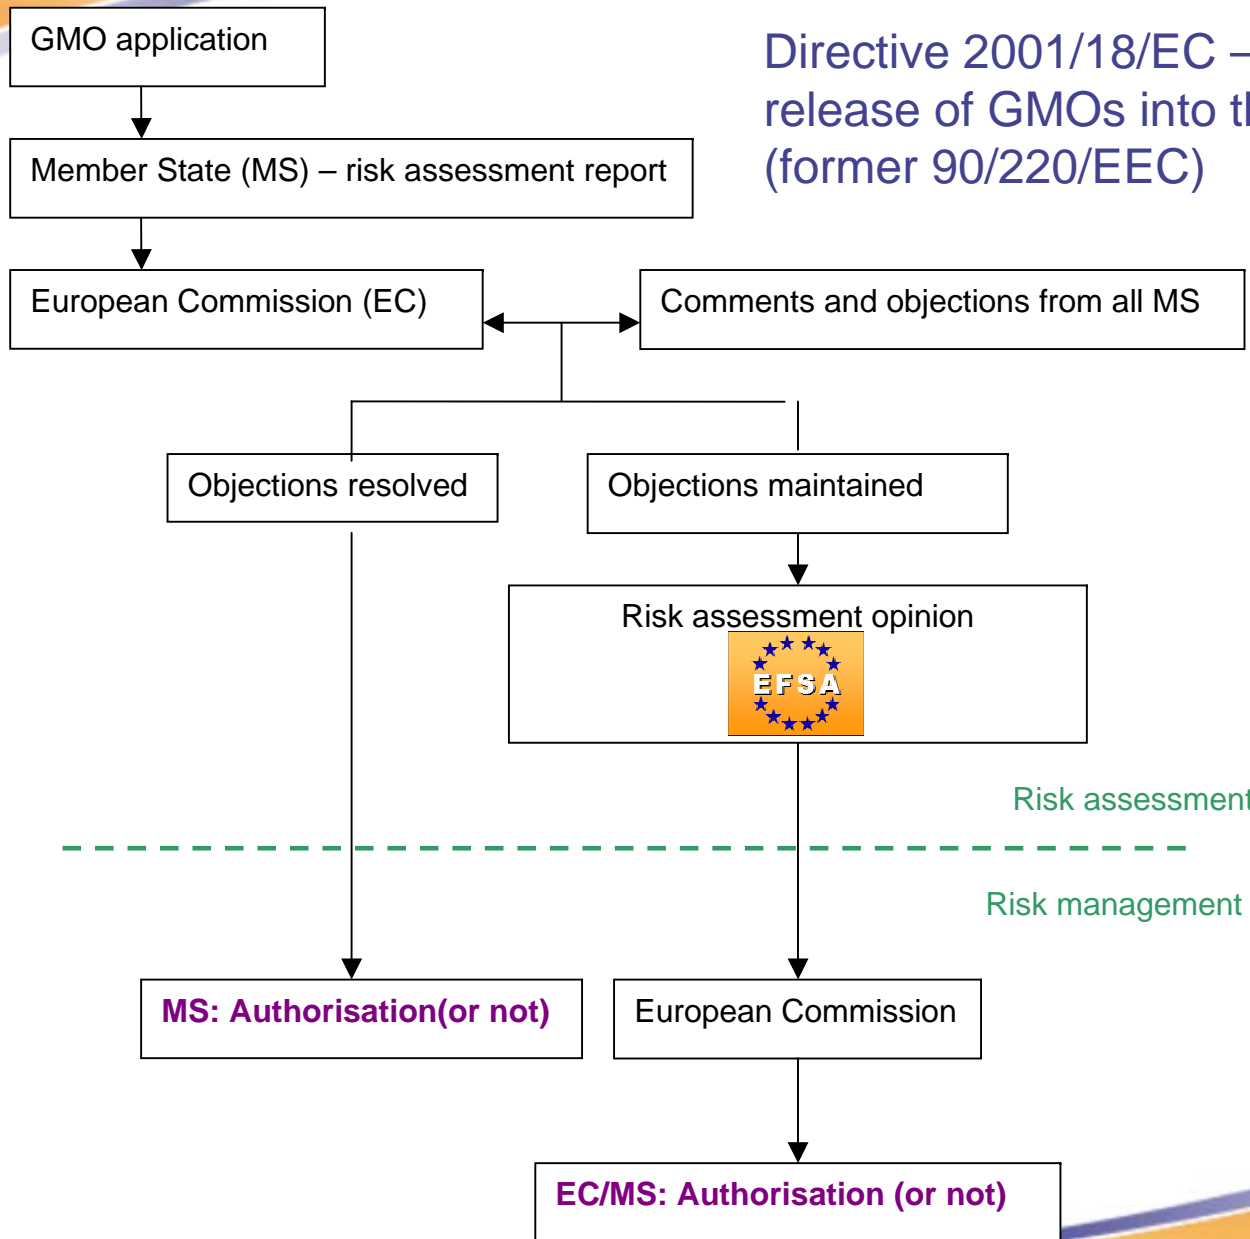 GMO application
Directive 2001/18/EC –
release of GMOs into th
(former 90/220/EEC)
Member State (MS) – risk assessment report
European Commission (EC)
Comments and objections from all MS
Objections resolved
Objections maintained
Risk assessment opinion
EFSA
Risk assessment
Risk management
MS: Authorisation(or not)
European Commission
EC/MS: Authorisation (or not)